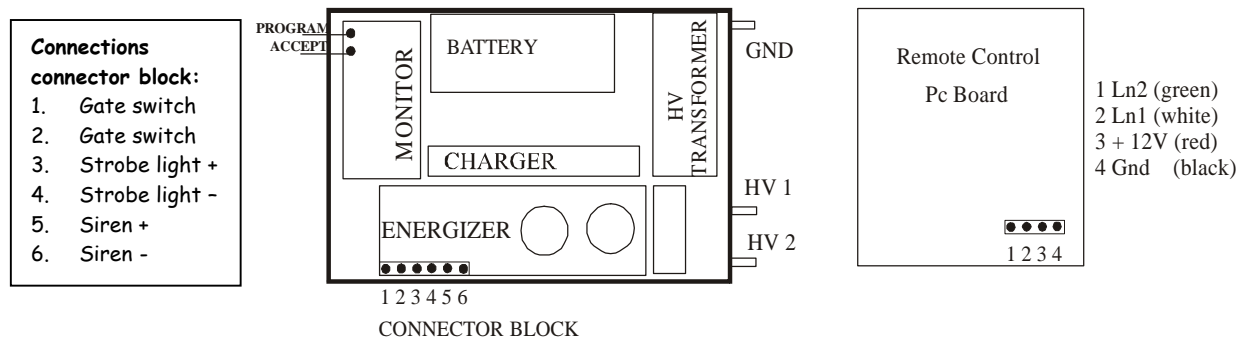 Connections
connector block:
1. Gate switch
2. Gate switch
3. Strobe light +
4. Strobe light –
5. Siren +
6. Siren -
PROGRAM
ACCEPT
MONITOR
BATTERY
CHARGER
HV
TRANSFORMER
ENERGIZER
GND
HV 1
HV 2
1 2 3 4 5 6
CONNECTOR BLOCK
Remote Control
Pc Board
1 2 3 4
1 Ln2 (green)
2 Ln1 (white)
3 + 12V (red)
4 Gnd (black)